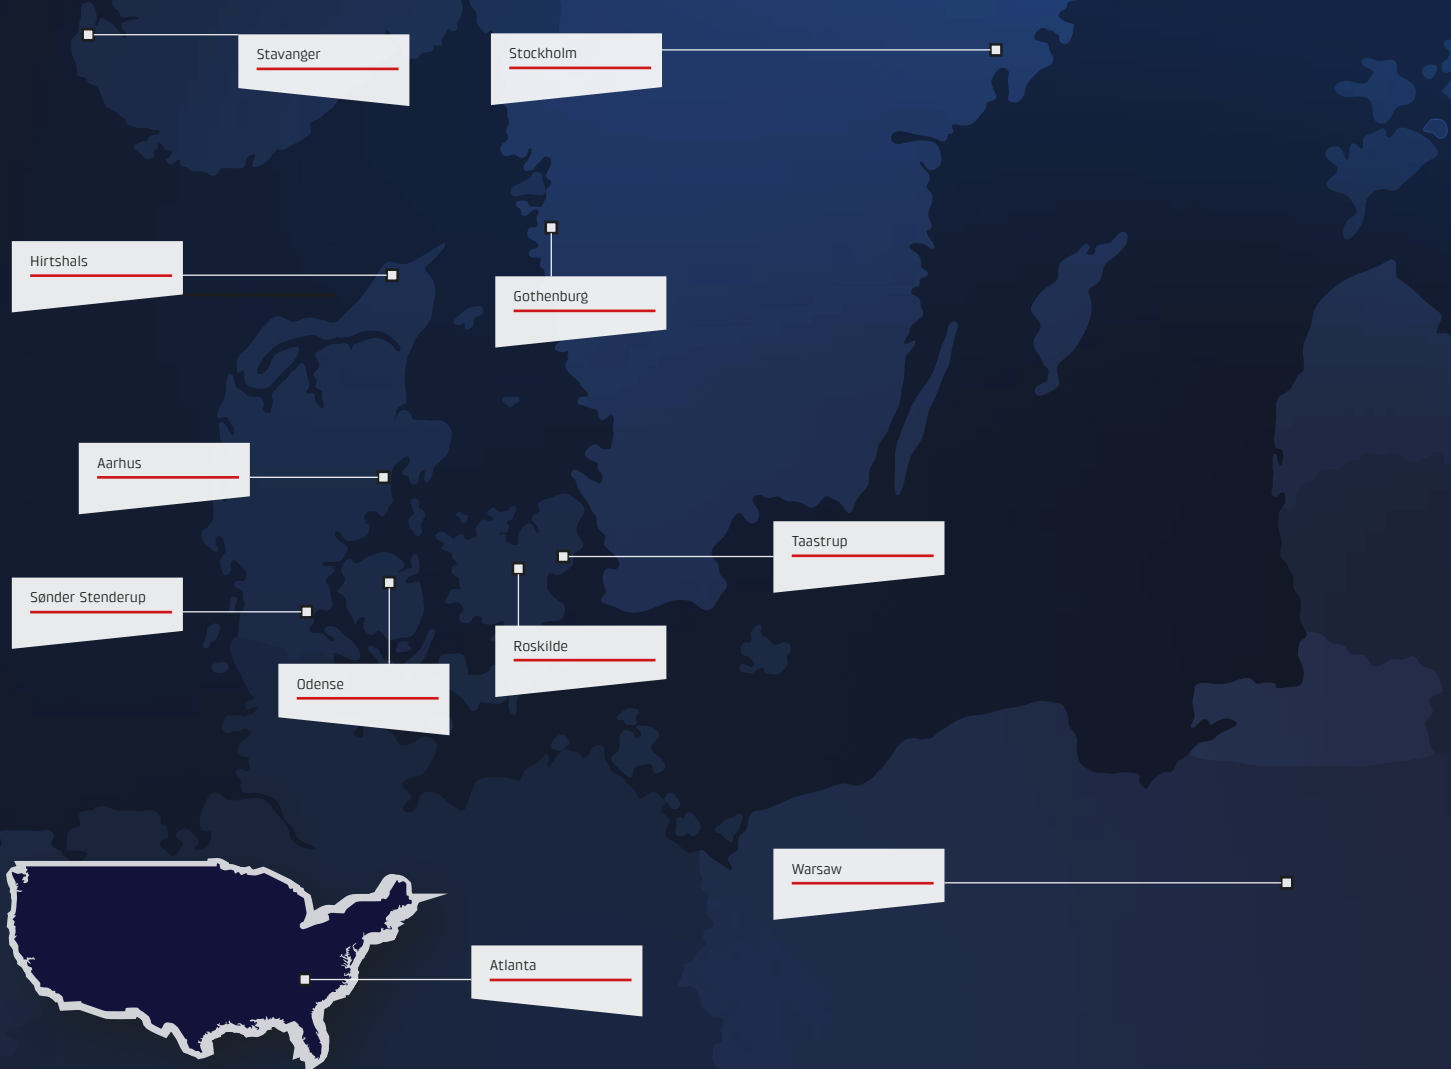 Stavanger
Stockholm
Hirtshals
Gothenburg
Aarhus
Taastrup
Sønder Stenderup
Roskilde
Odense
Warsaw
Atlanta